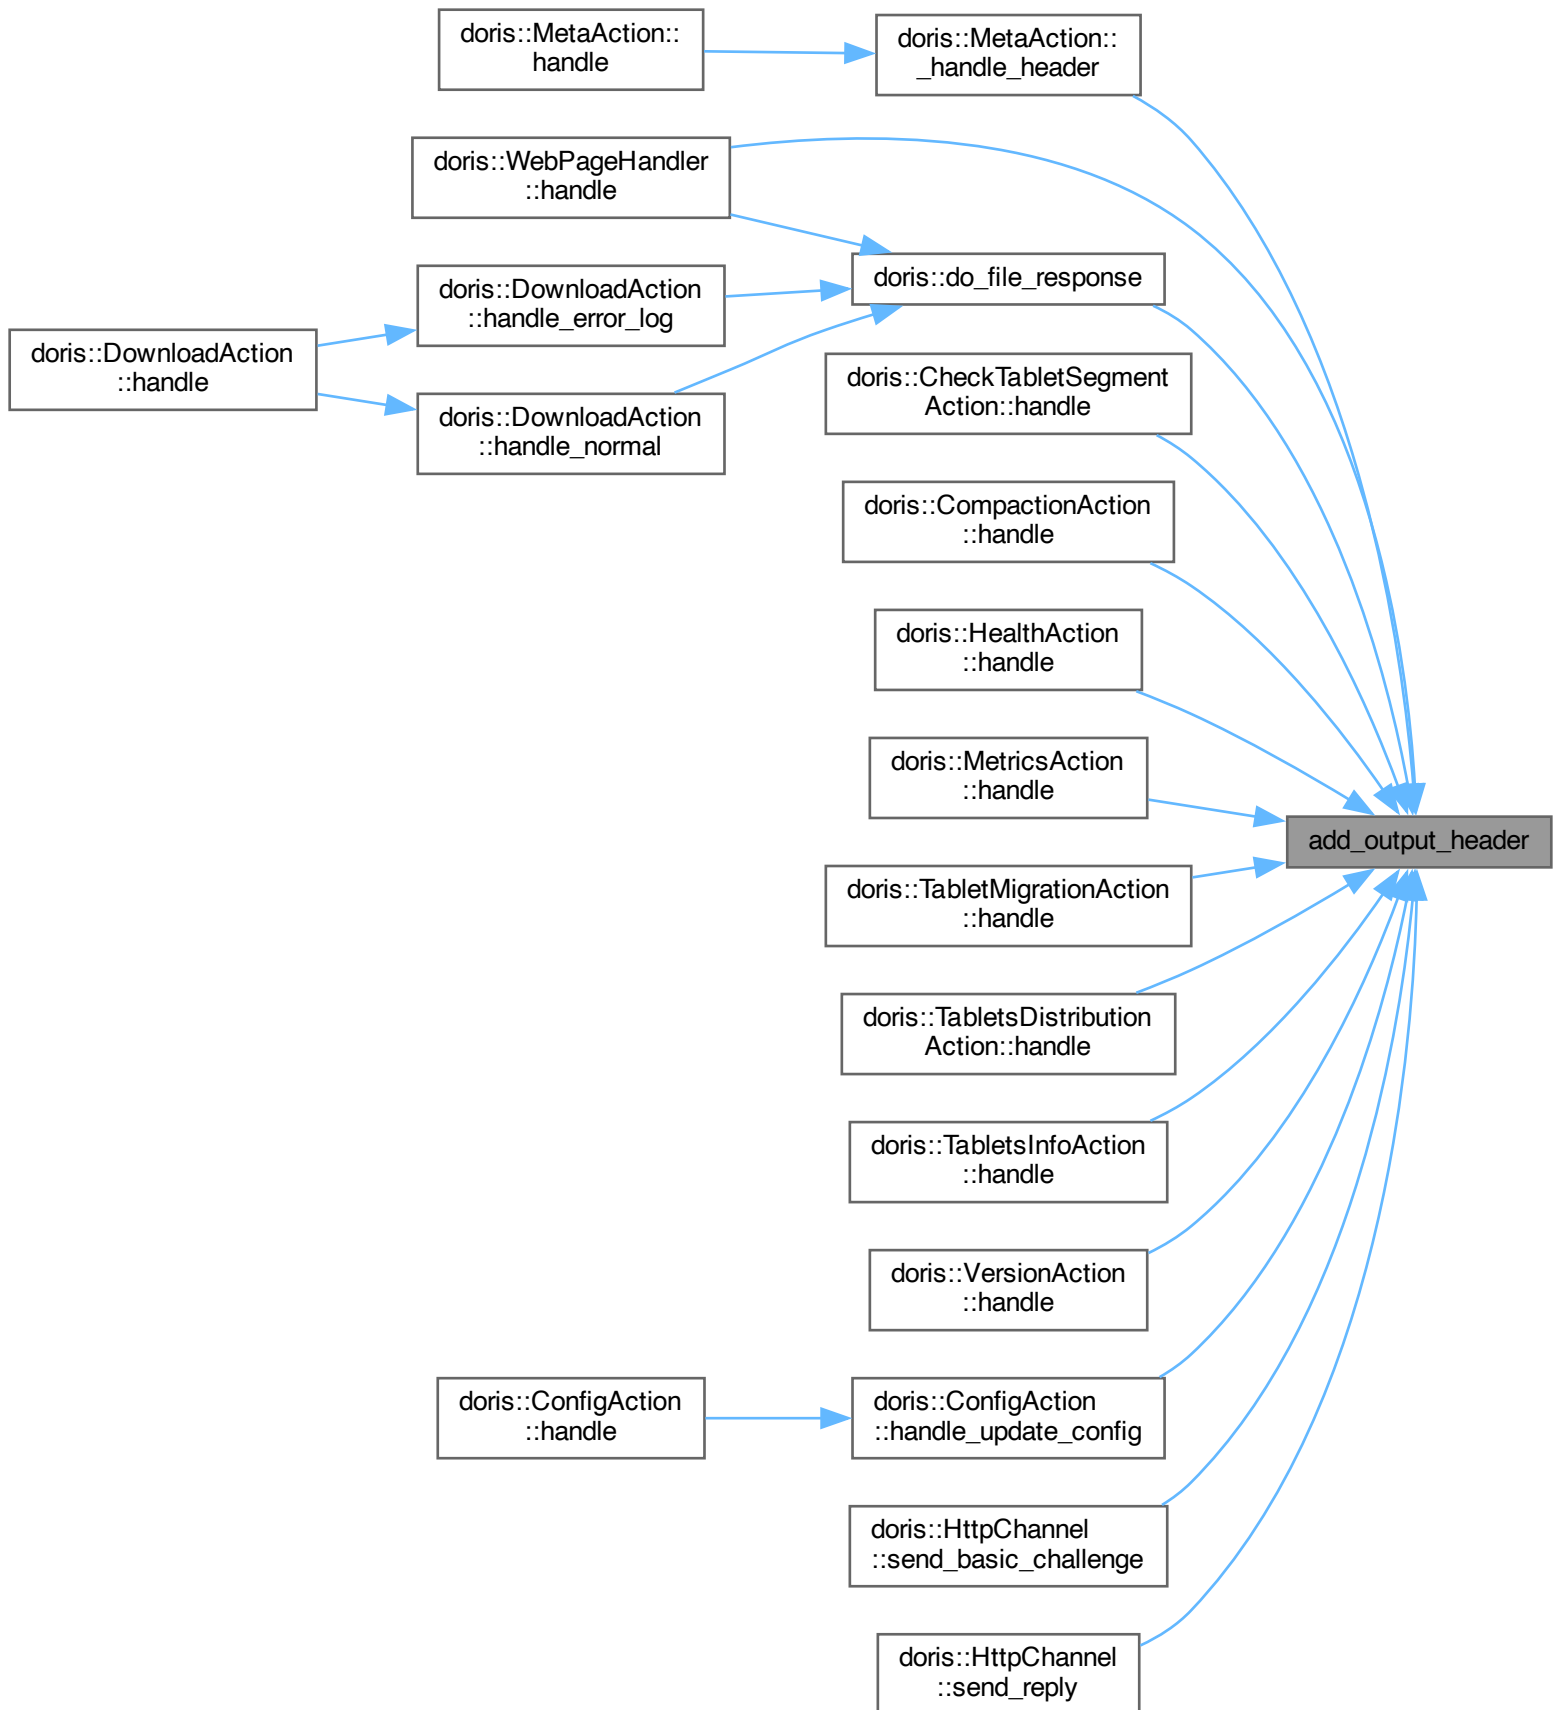 doris::MetaAction::
handle
doris::MetaAction::
_handle_header
doris::WebPageHandler
::handle
doris::do_file_response
doris::DownloadAction
::handle_error_log
doris::DownloadAction
::handle
doris::CheckTabletSegment
Action::handle
doris::DownloadAction
::handle_normal
doris::CompactionAction
::handle
doris::HealthAction
::handle
doris::MetricsAction
::handle
add_output_header
doris::TabletMigrationAction
::handle
doris::TabletsDistribution
Action::handle
doris::TabletsInfoAction
::handle
doris::VersionAction
::handle
doris::ConfigAction
::handle
doris::ConfigAction
::handle_update_config
doris::HttpChannel
::send_basic_challenge
doris::HttpChannel
::send_reply